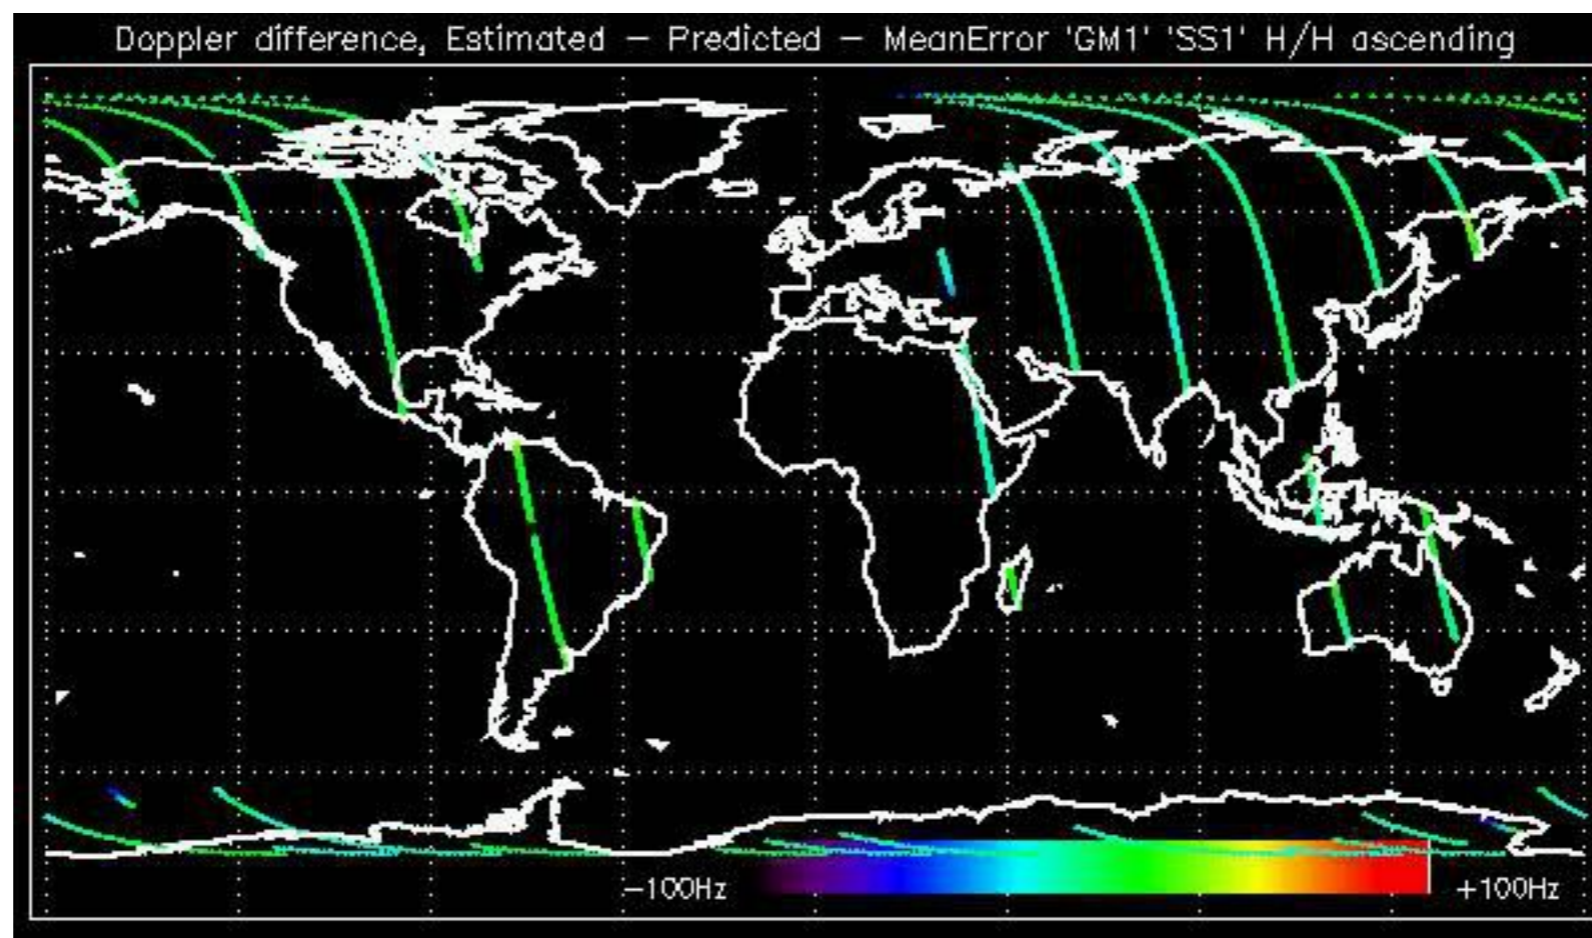 Doppler difference, Estimated – Predicted – MeanError 'GM1' 'SS1' H/H ascending
–100Hz
+100Hz